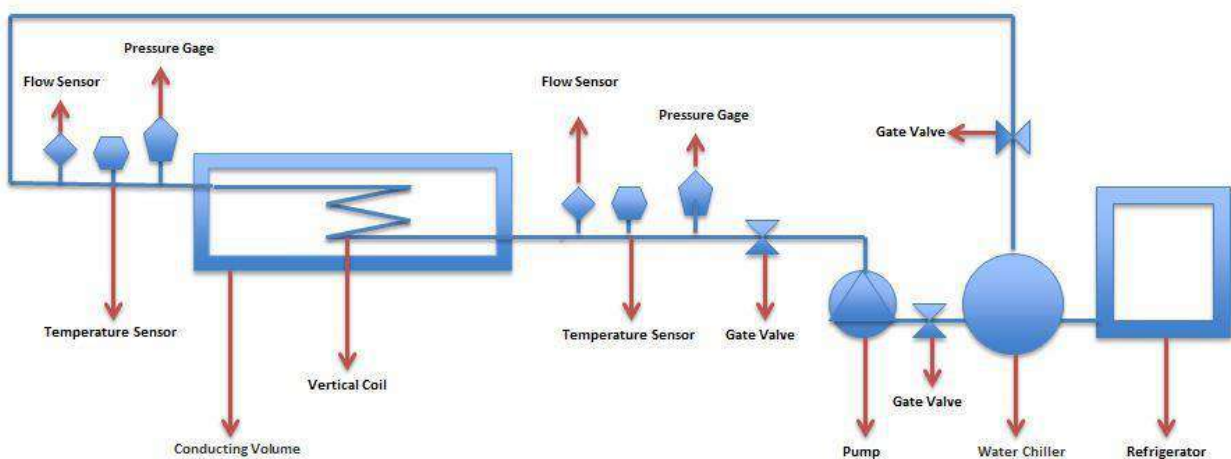 Pressure Gage
Flow Sensor
Flow Sensor
Pressure Gage
Gate Valve
Temperature Sensor
Temperature Sensor
Gate Valve
Vertical Coil
Gate Valve
Conducting Volume
Pump
Water Chiller
Refrigerator